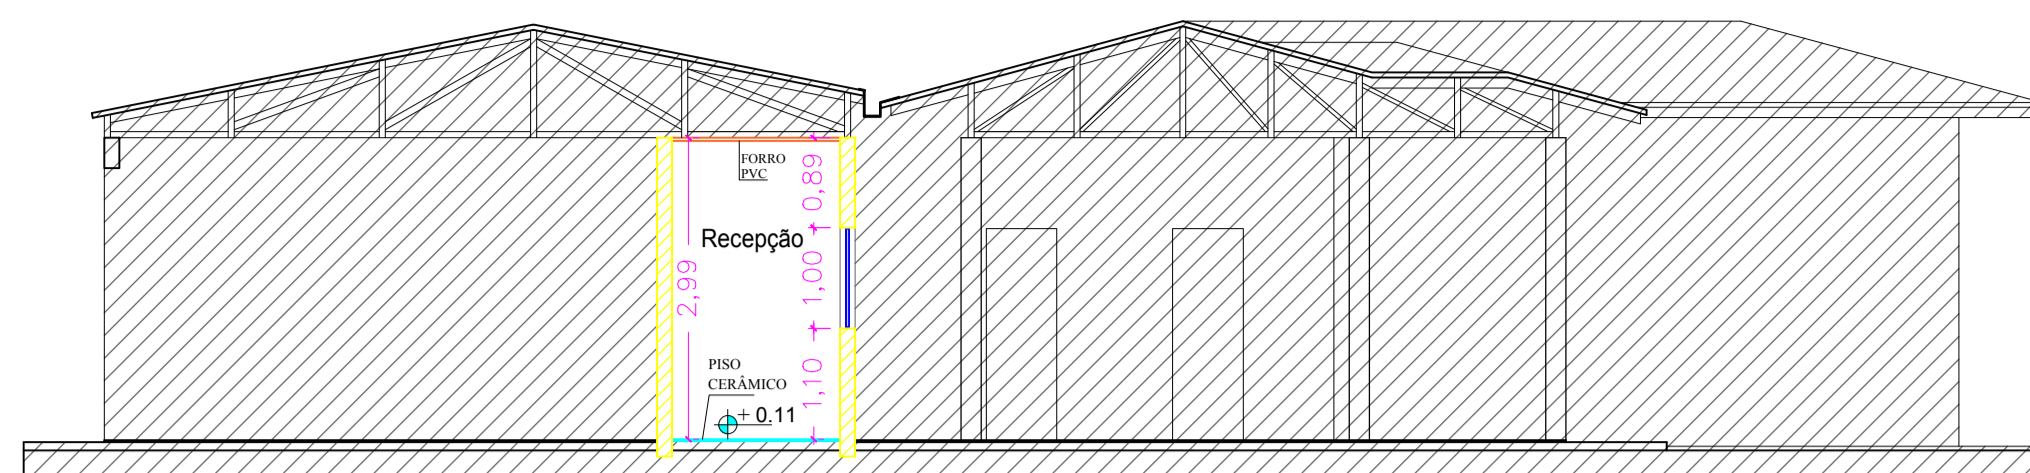 FORRO
PVC
0,89
Recepção
2,99
1,00
PISO
CERÂMICO
1,10
+ 0.11